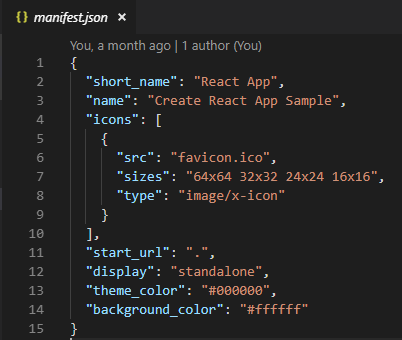 {} manifest.json ×
You, a month ago | 1 author (You)
1 {
2 "short_name": "React App",
3 "name": "Create React App Sample",
4 "icons": [
5 {
6 "src": "favicon.ico",
7 "sizes": "64x64 32x32 24x24 16x16",
8 "type": "image/x-icon"
9 }
10 ],
11 "start_url": ".",
12 "display": "standalone",
13 "theme_color": "#000000",
14 "background_color": "#ffffff"
15 }